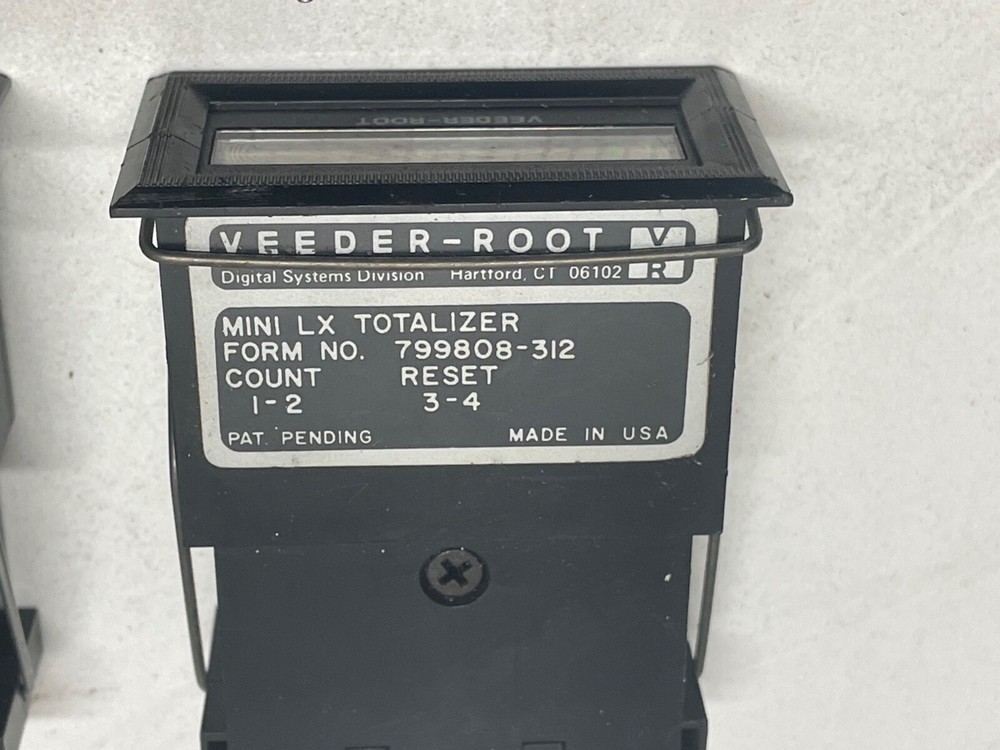 VEEDER-ROOT
VEEDER-ROOT V
R
Digital Systems Division Hartford, CT 06102
MINI LX TOTALIZER
FORM NO. 799808-312
COUNT RESET
1-2 3-4
PAT. PENDING MADE IN USA